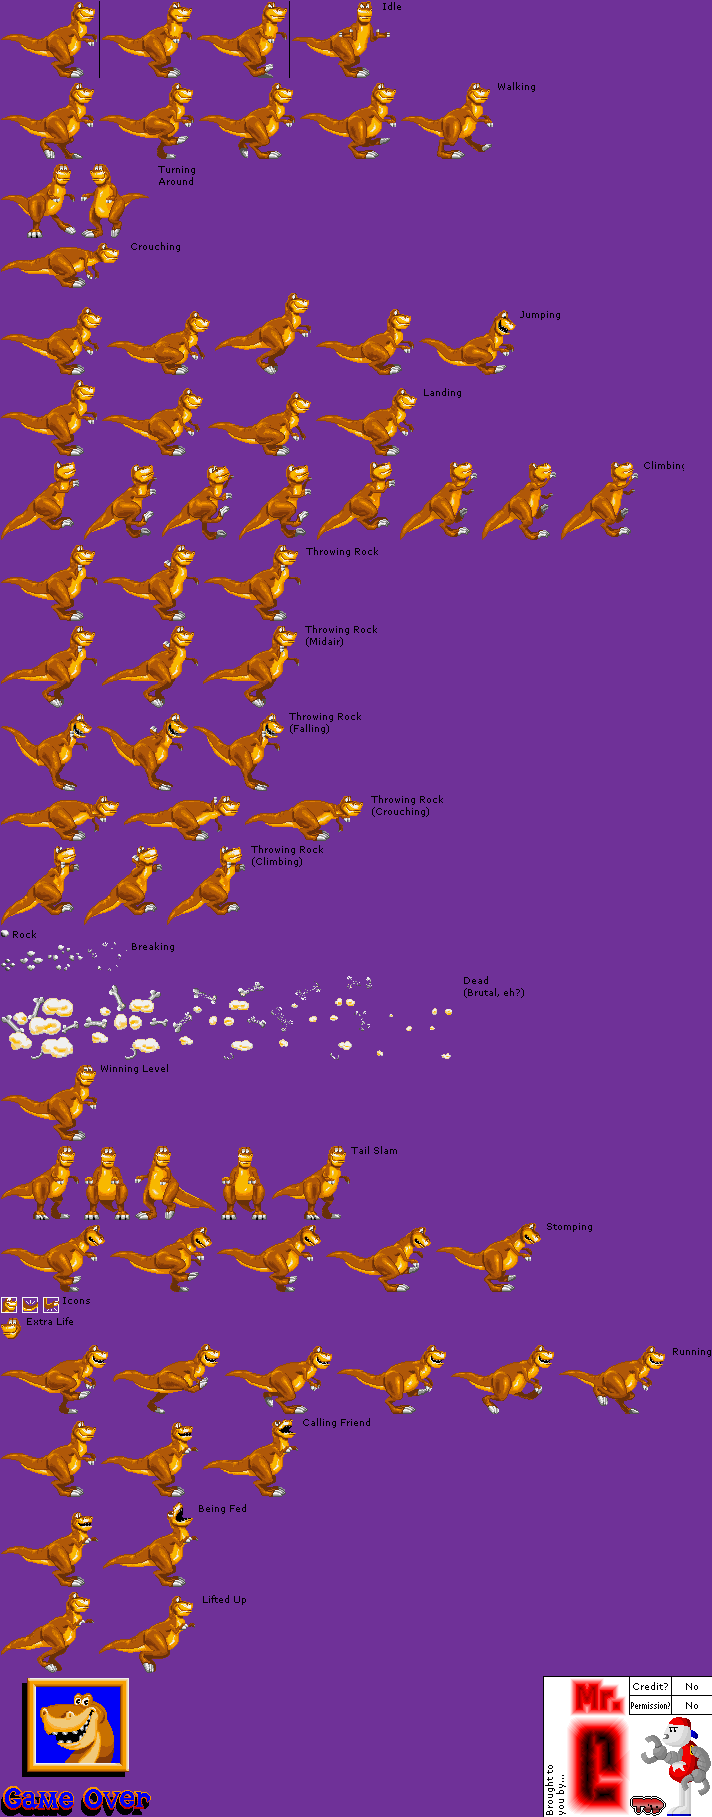 Idle
Walking
Turning
Around
Crouching
Jumping
Landing
Climbing
Throwing Rock
Throwing Rock
(Midair)
Throwing Rock
(Falling)
Throwing Rock
(Crouching)
Throwing Rock
(Climbing)
Rock
Breaking
Dead
(Brutal, eh?)
Winning Level
Tail Slam
Stomping
Icons
Extra Life
Running
Calling Friend
Being Fed
Lifted Up
Game Over
Brought to
you by...
Mr.
C
Credit? No
Permission? No